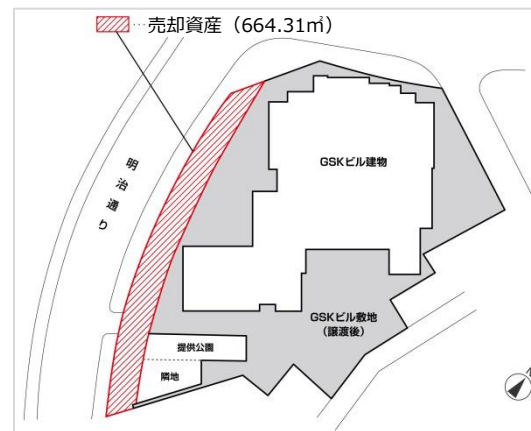 売却資産（664.31㎡）
明治通り
GSKビル建物
GSKビル敷地
（譲渡後）
提供公園
隣地
N